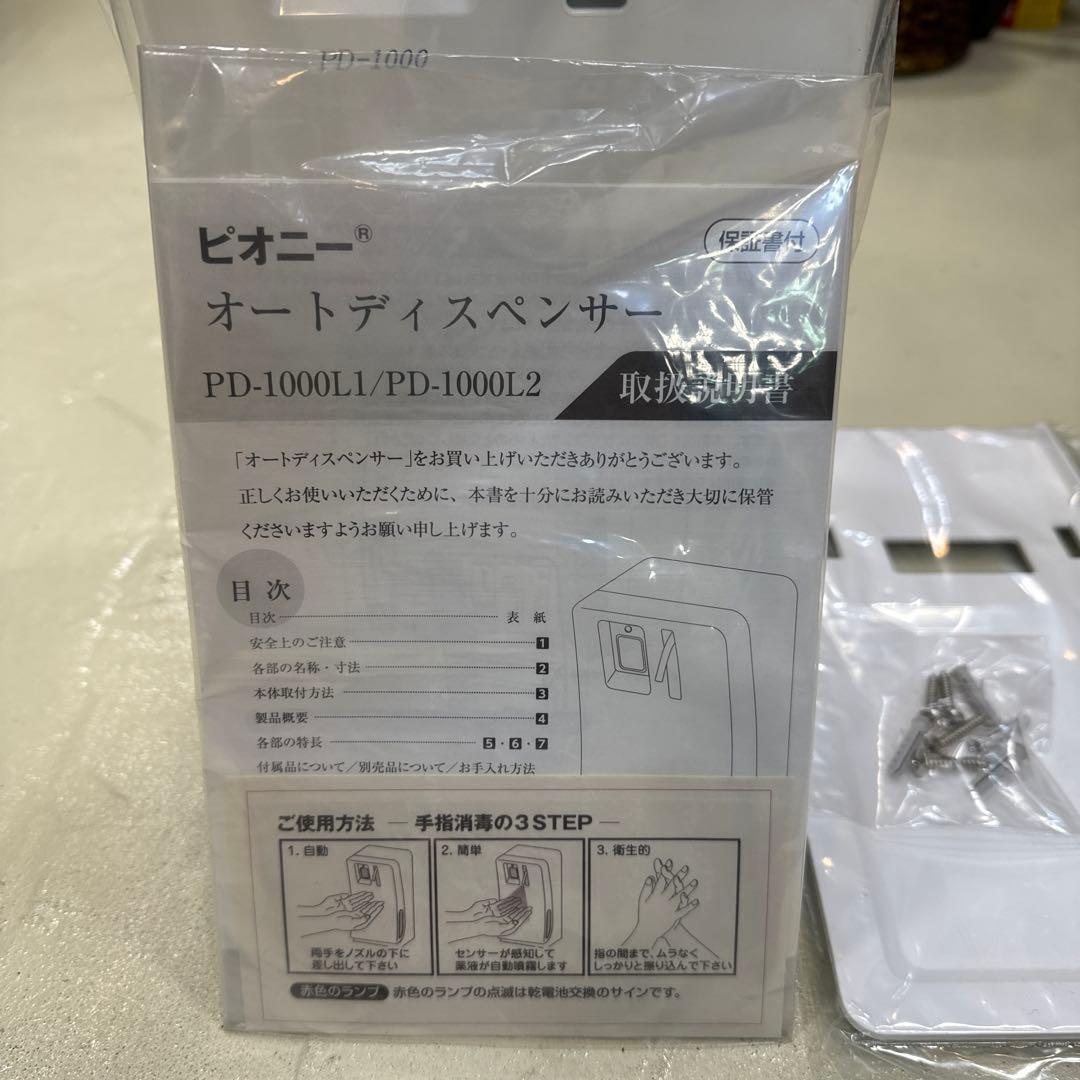 PD-1000
ピオニー®
保証書付
オートディスペンサー
PD-1000L1/PD-1000L2
取扱説明書
「オートディスペンサー」をお買い上げいただきありがとうございます。
正しくお使いいただくために、本書を十分にお読みいただき大切に保管
くださいますようお願い申し上げます。
目次
目次 表紙
安全上のご注意 1
各部の名称・寸法 2
本体取付方法 3
製品概要 4
各部の特長 5・6・7
付属品について／別売品について／お手入れ方法
ご使用方法 ― 手指消毒の3STEP ―
1. 自動
両手をノズルの下に
差し出して下さい
2. 簡単
センサーが感知して
薬液が自動噴霧します
3. 衛生的
指の間まで、ムラなく
しっかりと擦り込んで下さい
赤色のランプ 赤色のランプの点滅は乾電池交換のサインです。